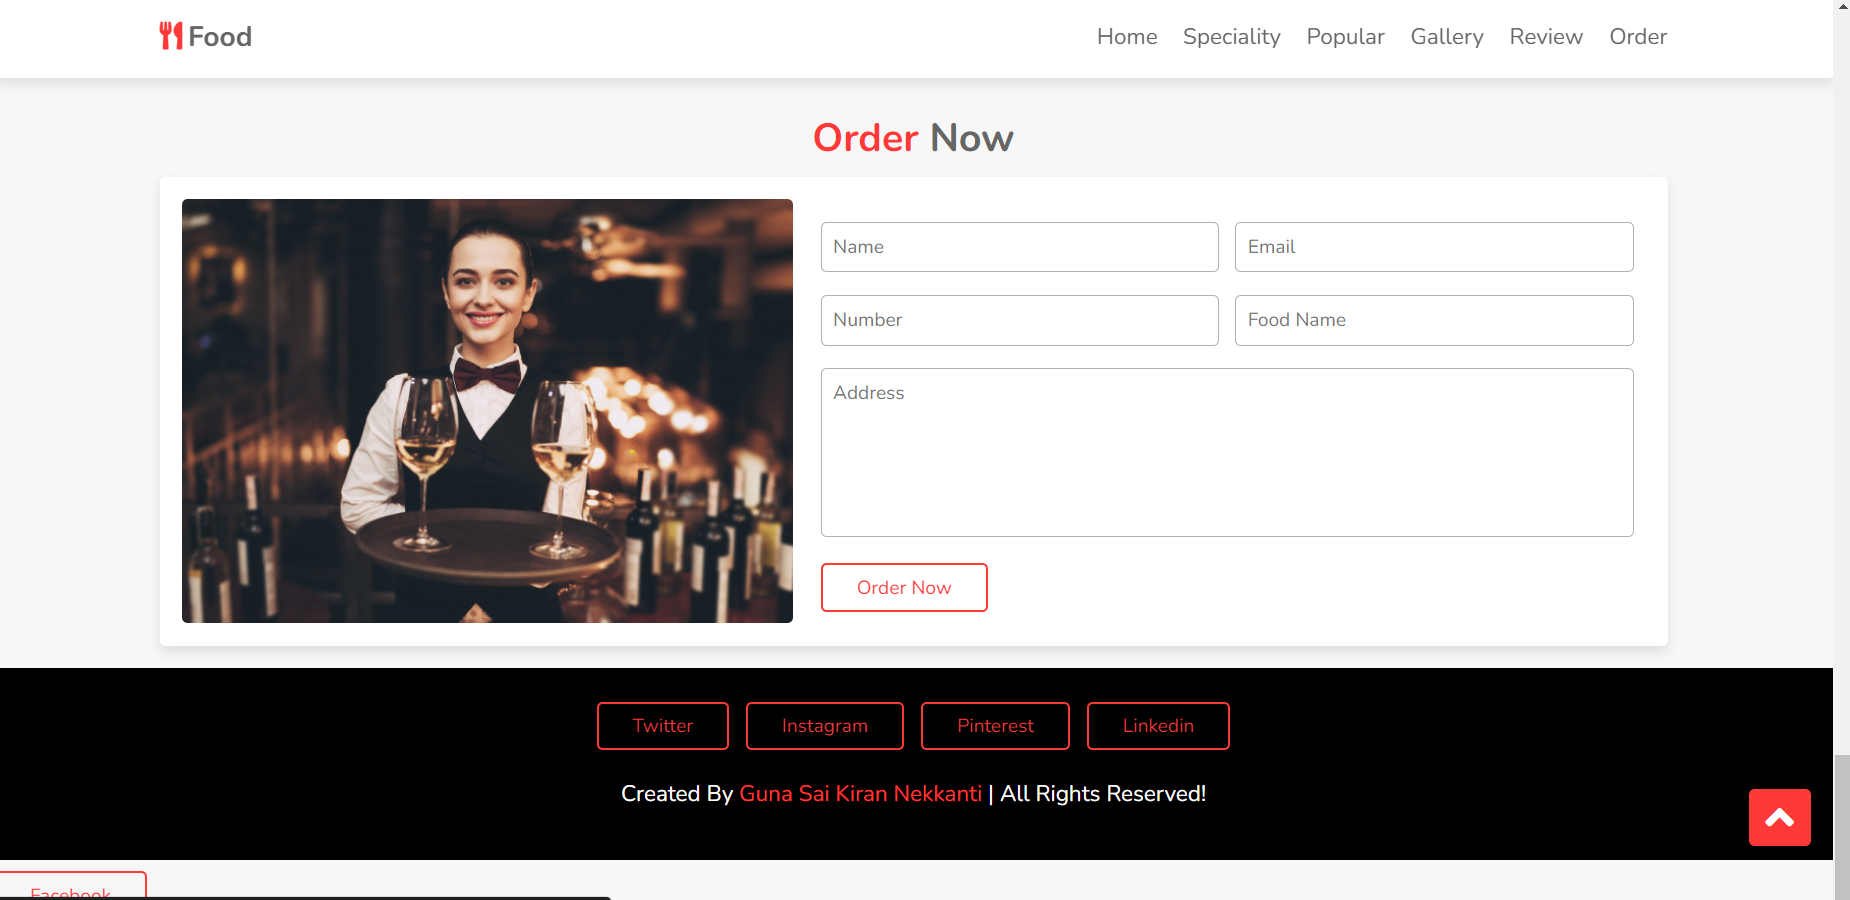 Food
Home Speciality Popular Gallery Review Order
Order Now
Name Email
Number Food Name
Address
Order Now
Twitter Instagram Pinterest Linkedin
Created By Guna Sai Kiran Nekkanti | All Rights Reserved!
Facebook